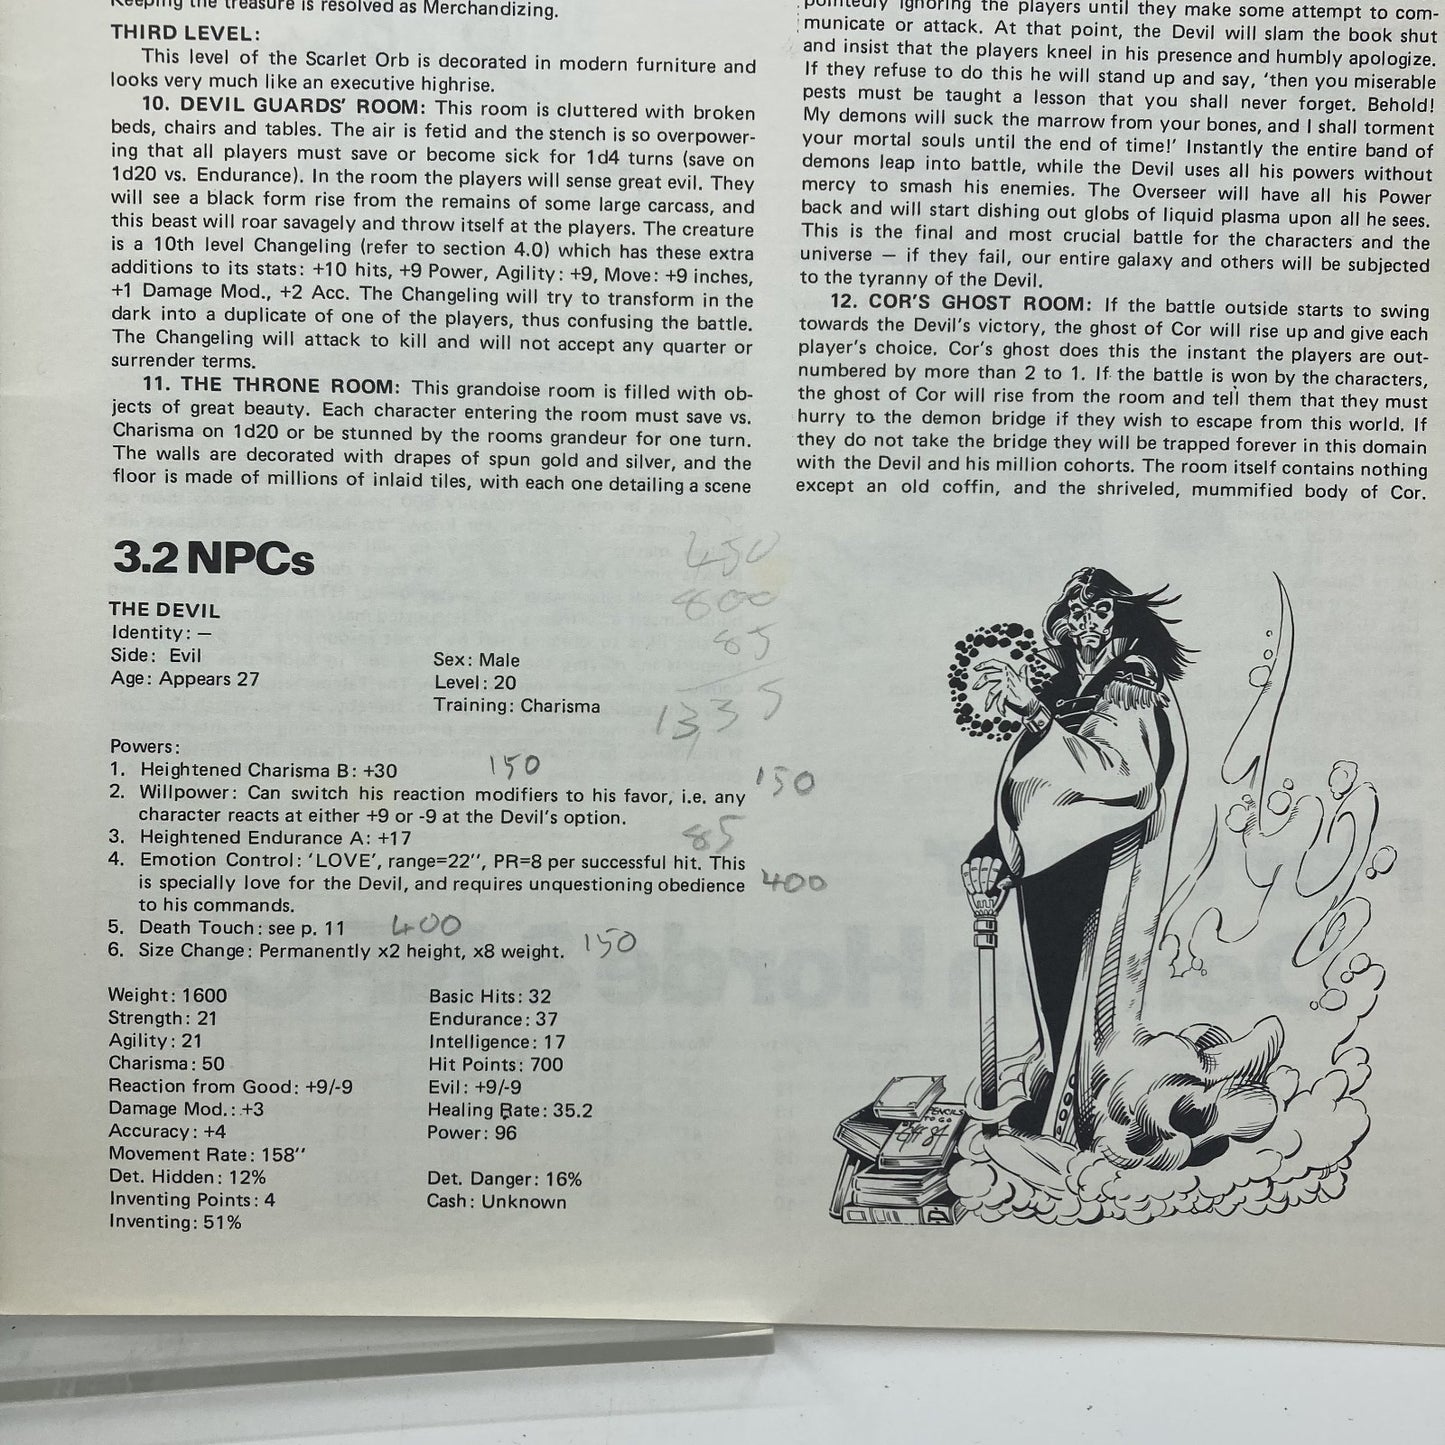 Keeping the treasure is resolved as Merchandizing.
THIRD LEVEL:
This level of the Scarlet Orb is decorated in modern furniture and
looks very much like an executive highrise.
10. DEVIL GUARDS' ROOM: This room is cluttered with broken
beds, chairs and tables. The air is fetid and the stench is so overpower-
ing that all players must save or become sick for 1d4 turns (save on
1d20 vs. Endurance). In the room the players will sense great evil. They
will see a black form rise from the remains of some large carcass, and
this beast will roar savagely and throw itself at the players. The creature
is a 10th level Changeling (refer to section 4.0) which has these extra
additions to its stats: +10 hits, +9 Power, Agility: +9, Move: +9 inches,
+1 Damage Mod., +2 Acc. The Changeling will try to transform in the
dark into a duplicate of one of the players, thus confusing the battle.
The Changeling will attack to kill and will not accept any quarter or
surrender terms.
11. THE THRONE ROOM: This grandoise room is filled with ob-
jects of great beauty. Each character entering the room must save vs.
Charisma on 1d20 or be stunned by the rooms grandeur for one turn.
The walls are decorated with drapes of spun gold and silver, and the
floor is made of millions of inlaid tiles, with each one detailing a scene
pointedly ignoring the players until they make some attempt to com-
municate or attack. At that point, the Devil will slam the book shut
and insist that the players kneel in his presence and humbly apologize.
If they refuse to do this he will stand up and say, 'then you miserable
pests must be taught a lesson that you shall never forget. Behold!
My demons will suck the marrow from your bones, and I shall torment
your mortal souls until the end of time!' Instantly the entire band of
demons leap into battle, while the Devil uses all his powers without
mercy to smash his enemies. The Overseer will have all his Power
back and will start dishing out globs of liquid plasma upon all he sees.
This is the final and most crucial battle for the characters and the
universe — if they fail, our entire galaxy and others will be subjected
to the tyranny of the Devil.
12. COR'S GHOST ROOM: If the battle outside starts to swing
towards the Devil's victory, the ghost of Cor will rise up and give each
player's choice. Cor's ghost does this the instant the players are out-
numbered by more than 2 to 1. If the battle is won by the characters,
the ghost of Cor will rise from the room and tell them that they must
hurry to the demon bridge if they wish to escape from this world. If
they do not take the bridge they will be trapped forever in this domain
with the Devil and his million cohorts. The room itself contains nothing
except an old coffin, and the shriveled, mummified body of Cor.
3.2 NPCs
450
800
85
1335
THE DEVIL
Identity: —
Side: Evil
Sex: Male
Age: Appears 27
Level: 20
Training: Charisma
Powers:
1. Heightened Charisma B: +30 150
2. Willpower: Can switch his reaction modifiers to his favor, i.e. any 150
character reacts at either +9 or -9 at the Devil's option.
3. Heightened Endurance A: +17 85
4. Emotion Control: 'LOVE', range=22'', PR=8 per successful hit. This
is specially love for the Devil, and requires unquestioning obedience 400
to his commands.
5. Death Touch: see p. 11 400
6. Size Change: Permanently x2 height, x8 weight. 150
Weight: 1600 Basic Hits: 32
Strength: 21 Endurance: 37
Agility: 21 Intelligence: 17
Charisma: 50 Hit Points: 700
Reaction from Good: +9/-9 Evil: +9/-9
Damage Mod.: +3 Healing Rate: 35.2
Accuracy: +4 Power: 96
Movement Rate: 158''
Det. Hidden: 12% Det. Danger: 16%
Inventing Points: 4 Cash: Unknown
Inventing: 51%
PENCILS
TO GO
84